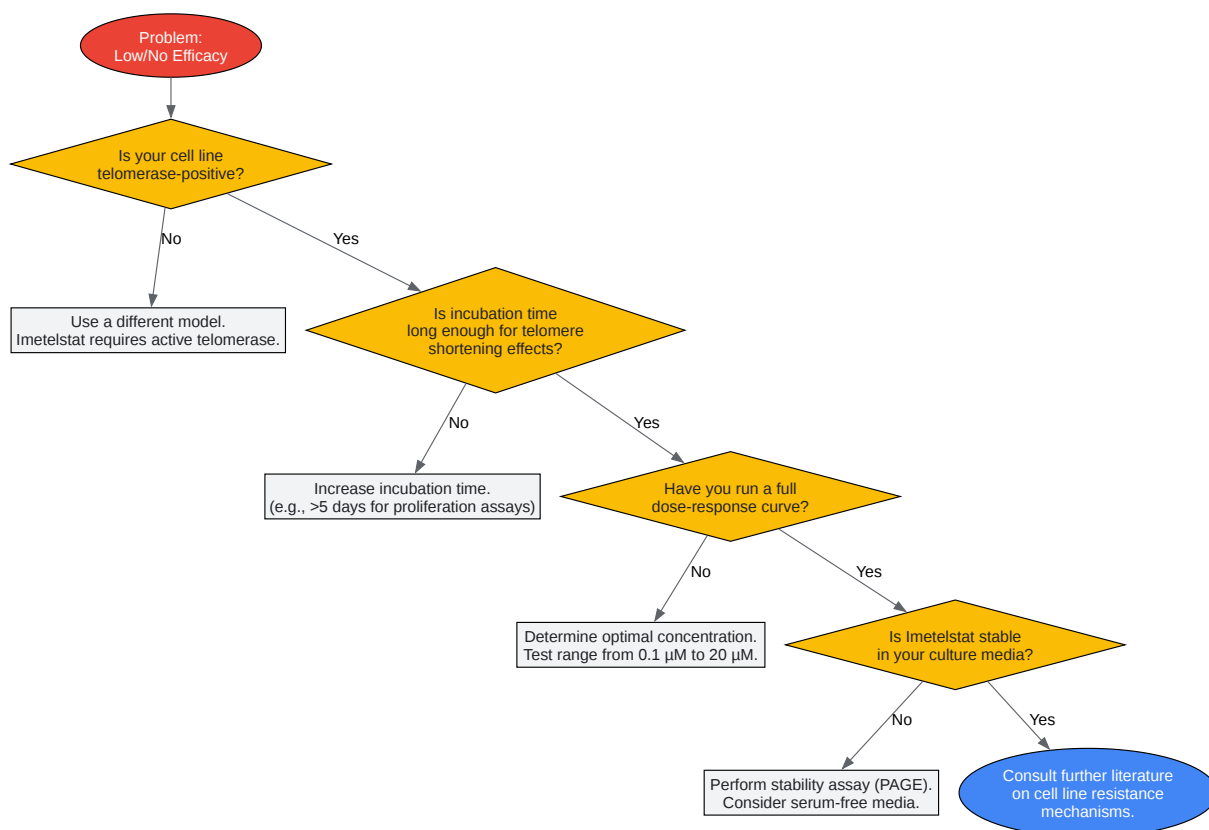 Problem:
Low/No Efficacy
Is your cell line
telomerase-positive?
No
Yes
Use a different model.
Imetelstat requires active telomerase.
Is incubation time
long enough for telomere
shortening effects?
No
Yes
Increase incubation time.
(e.g., >5 days for proliferation assays)
Have you run a full
dose-response curve?
No
Yes
Determine optimal concentration.
Test range from 0.1 µM to 20 µM.
Is Imetelstat stable
in your culture media?
No
Yes
Perform stability assay (PAGE).
Consider serum-free media.
Consult further literature
on cell line resistance
mechanisms.